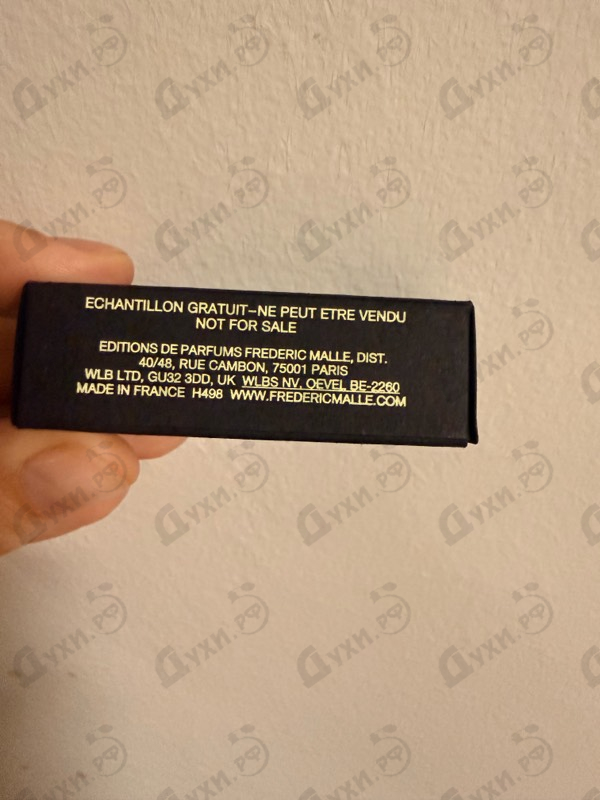 ECHANTILLON GRATUIT-NE PEUT ETRE VENDU
NOT FOR SALE
EDITIONS DE PARFUMS FREDERIC MALLE, DIST.
40/48, RUE CAMBON, 75001 PARIS
WLB LTD, GU32 3DD, UK WLBS NV, OEVEL BE-2260
MADE IN FRANCE H498 WWW.FREDERICMALLE.COM
Духи.рф